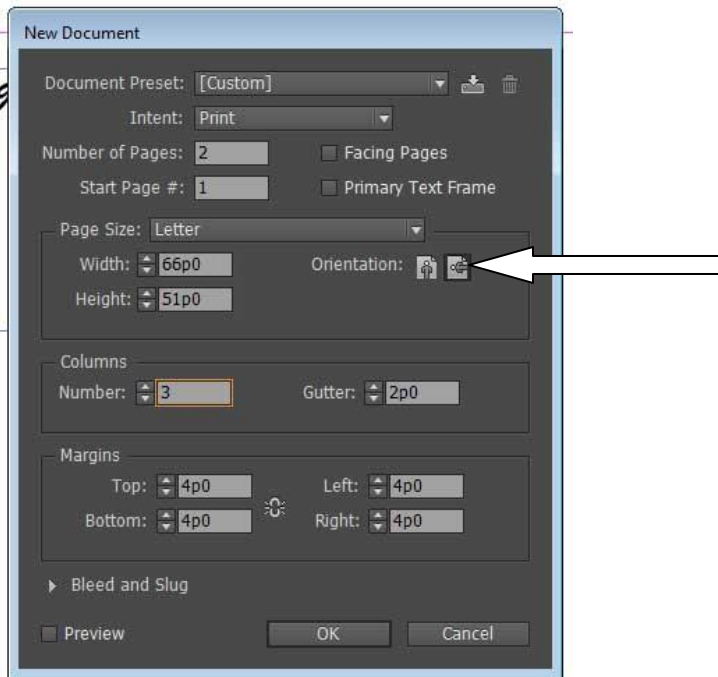 New Document
Document Preset: [Custom]
Intent: Print
Number of Pages: 2 Facing Pages
Start Page #: 1 Primary Text Frame
Page Size: Letter
Width: 66p0 Orientation:
Height: 51p0
Columns
Number: 3 Gutter: 2p0
Margins
Top: 4p0 Left: 4p0
Bottom: 4p0 Right: 4p0
Bleed and Slug
Preview OK Cancel